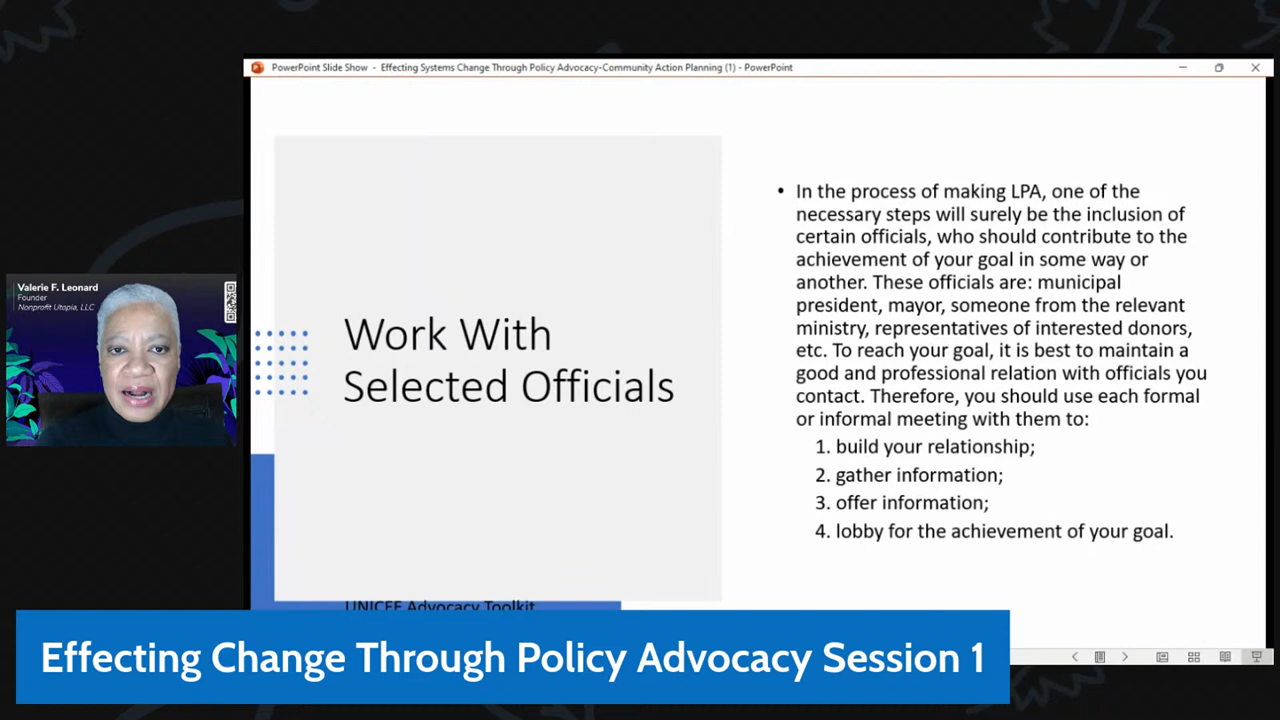 PowerPoint Slide Show - Effecting Systems Change Through Policy Advocacy-Community Action Planning (1) - PowerPoint
Valerie F. Leonard
Founder
Nonprofit Utopia, LLC
Work With
Selected Officials
• In the process of making LPA, one of the
necessary steps will surely be the inclusion of
certain officials, who should contribute to the
achievement of your goal in some way or
another. These officials are: municipal
president, mayor, someone from the relevant
ministry, representatives of interested donors,
etc. To reach your goal, it is best to maintain a
good and professional relation with officials you
contact. Therefore, you should use each formal
or informal meeting with them to:
1. build your relationship;
2. gather information;
3. offer information;
4. lobby for the achievement of your goal.
UNICEF Advocacy Toolkit
Effecting Change Through Policy Advocacy Session 1